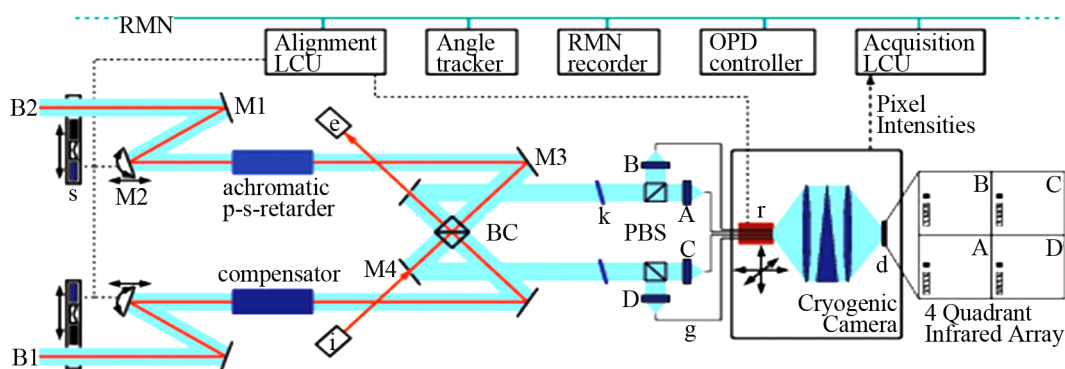 RMN
Alignment
LCU
Angle
tracker
RMN
recorder
OPD
controller
Acquisition
LCU
B2
M1
e
Pixel
Intensities
s
M2
achromatic
p-s-retarder
M3
B
k
A
r
B
C
BC
PBS
M4
compensator
C
D
d
A
D
i
g
Cryogenic
Camera
4 Quadrant
Infrared Array
B1